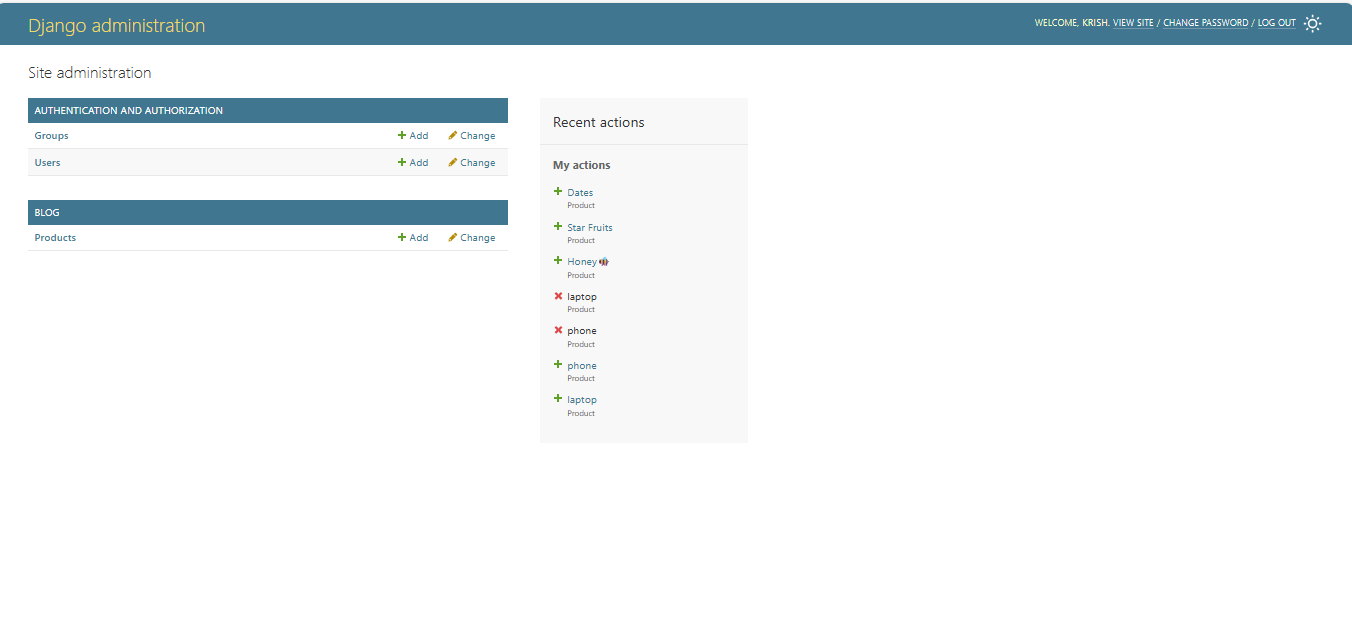 Django administration
WELCOME, KRISH. VIEW SITE / CHANGE PASSWORD / LOG OUT
Site administration
AUTHENTICATION AND AUTHORIZATION
Groups Add Change
Users Add Change
BLOG
Products Add Change
Recent actions
My actions
Dates
Product
Star Fruits
Product
Honey🐝
Product
laptop
Product
phone
Product
phone
Product
laptop
Product